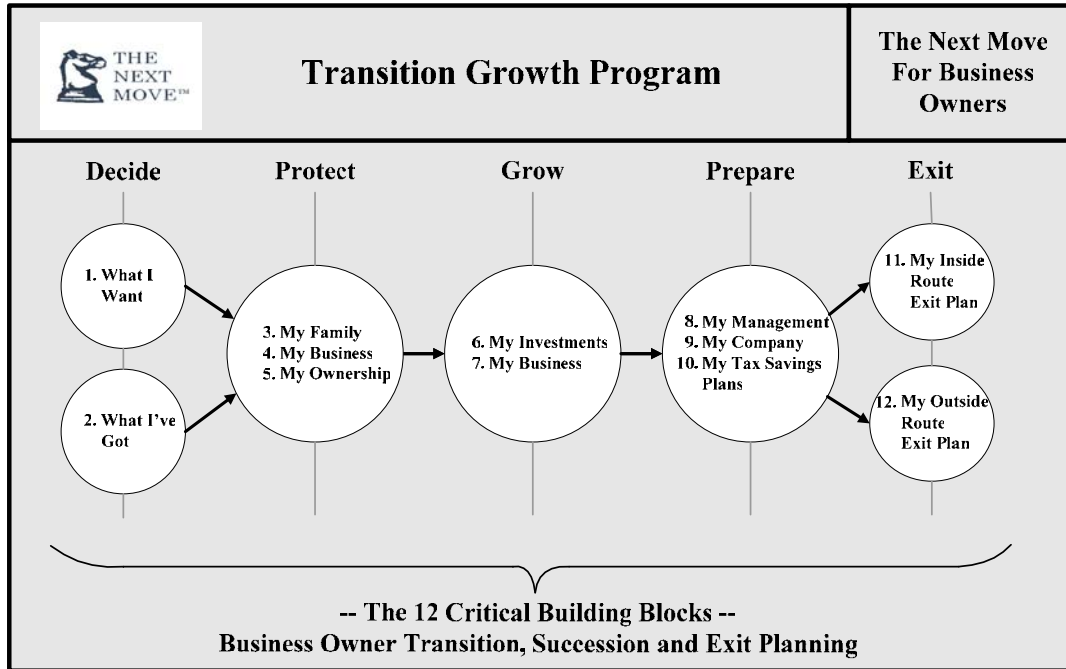 THE
NEXT
MOVE™
Transition Growth Program
The Next Move
For Business
Owners
Decide
Protect
Grow
Prepare
Exit
1. What I
Want
2. What I've
Got
3. My Family
4. My Business
5. My Ownership
6. My Investments
7. My Business
8. My Management
9. My Company
10. My Tax Savings
Plans
11. My Inside
Route
Exit Plan
12. My Outside
Route
Exit Plan
-- The 12 Critical Building Blocks --
Business Owner Transition, Succession and Exit Planning